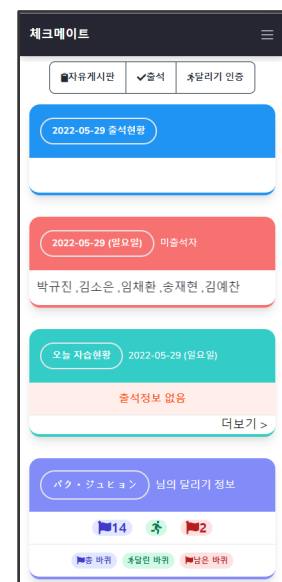 체크메이트
자유게시판 출석 달리기 인증
2022-05-29 출석현황
2022-05-29 (일요일) 미출석자
박규진 ,김소은 ,임채환 ,송재현 ,김예찬
오늘 자습현황 2022-05-29 (일요일)
출석정보 없음
더보기 >
パク・ジュヒョン 님의 달리기 정보
14 2
총 바퀴 달린 바퀴 남은 바퀴